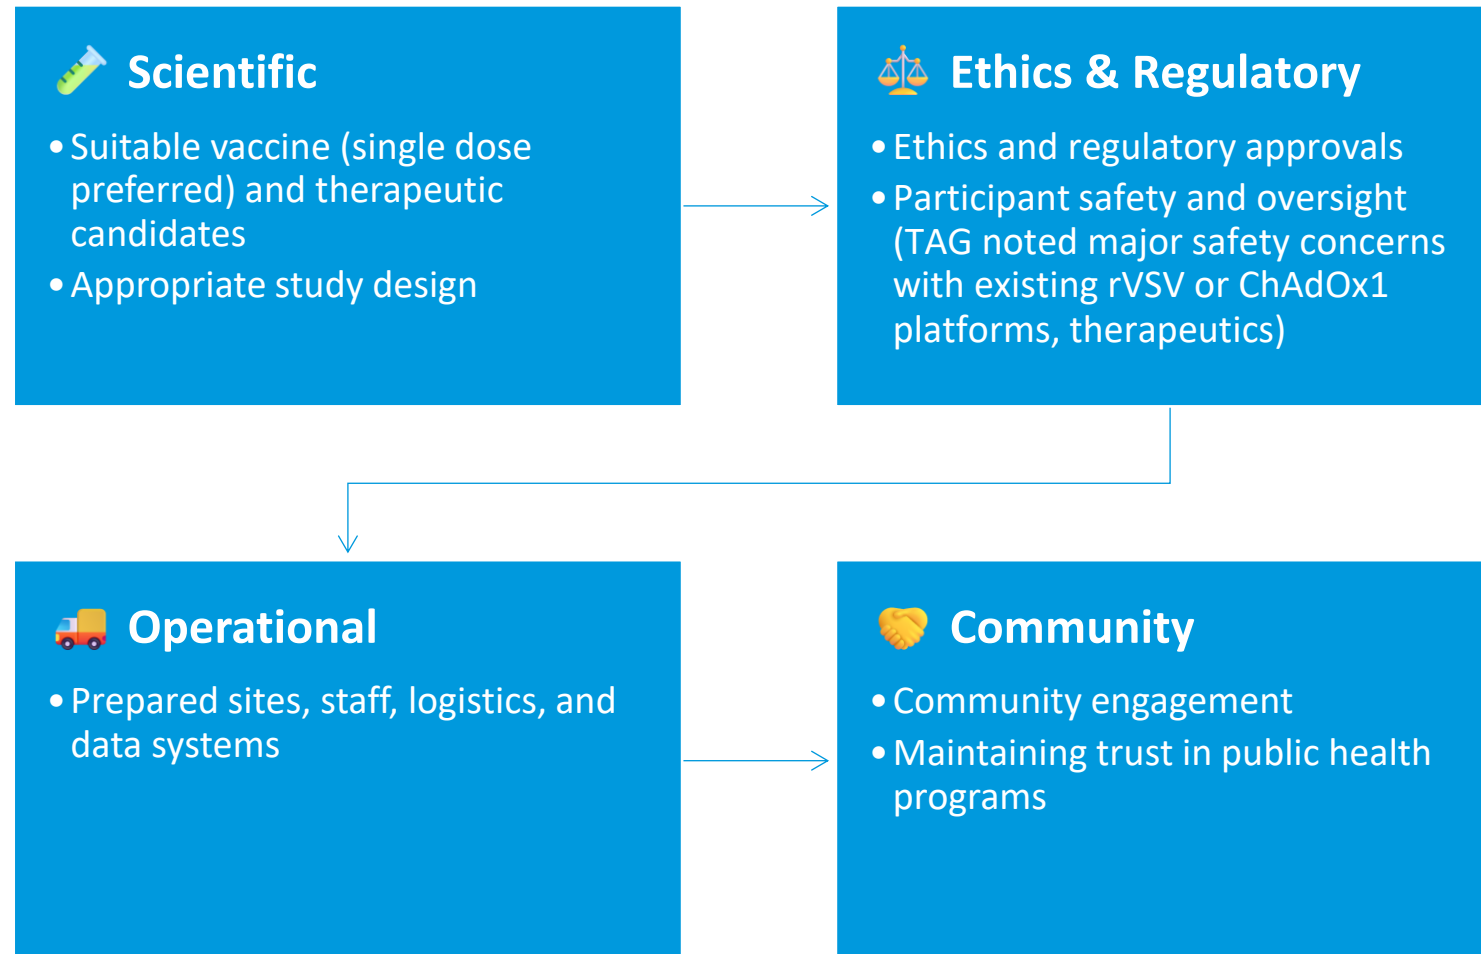 Scientific
• Suitable vaccine (single dose
preferred) and therapeutic
candidates
• Appropriate study design
Ethics & Regulatory
• Ethics and regulatory approvals
• Participant safety and oversight
(TAG noted major safety concerns
with existing rVSV or ChAdOx1
platforms, therapeutics)
Operational
• Prepared sites, staff, logistics, and
data systems
Community
• Community engagement
• Maintaining trust in public health
programs